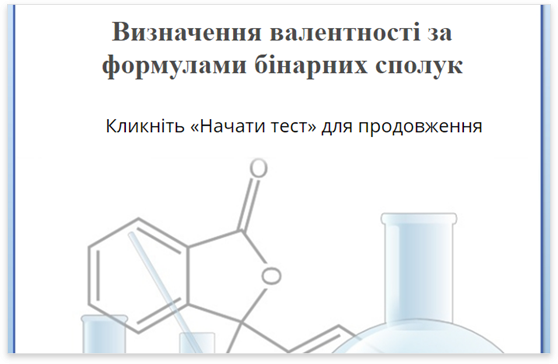 Визначення валентності за
формулами бінарних сполук
Кликніть «Начати тест» для продовження
O
O